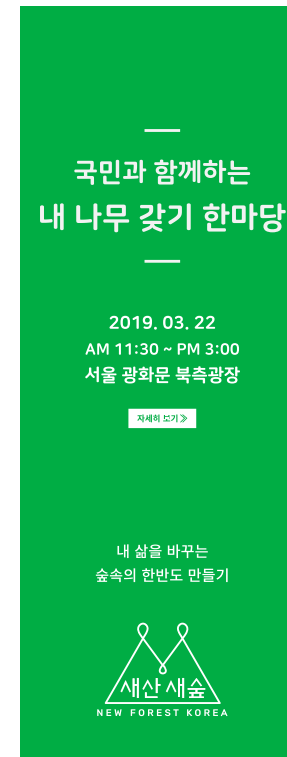 국민과 함께하는
내 나무 갖기 한마당
2019. 03. 22
AM 11:30 ~ PM 3:00
서울 광화문 북측광장
자세히 보기 》
내 삶을 바꾸는
숲속의 한반도 만들기
새산 새숲
NEW FOREST KOREA